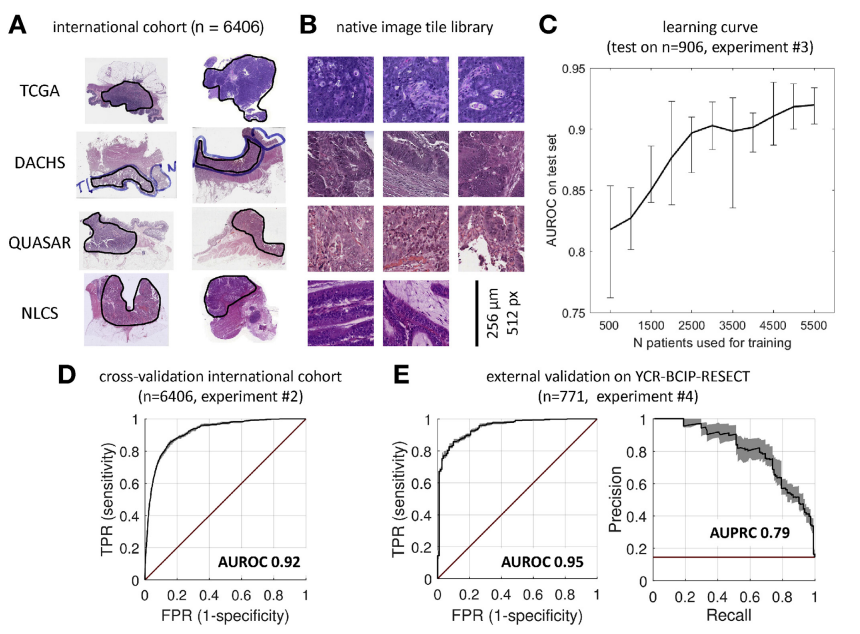 A international cohort (n = 6406)
TCGA
DACHS
T
N
QUASAR
NLCS
B native image tile library
256 µm
512 px
C learning curve
(test on n=906, experiment #3)
AUROC on test set
0.95
0.9
0.85
0.8
0.75
500 1500 2500 3500 4500 5500
N patients used for training
D cross-validation international cohort
(n=6406, experiment #2)
TPR (sensitivity)
1
0.8
0.6
0.4
0.2
0
AUROC 0.92
0 0.2 0.4 0.6 0.8 1
FPR (1-specificity)
E external validation on YCR-BCIP-RESECT
(n=771, experiment #4)
TPR (sensitivity)
1
0.8
0.6
0.4
0.2
0
AUROC 0.95
0 0.2 0.4 0.6 0.8 1
FPR (1-specificity)
Precision
1
0.8
0.6
0.4
0.2
0
AUPRC 0.79
0 0.2 0.4 0.6 0.8 1
Recall